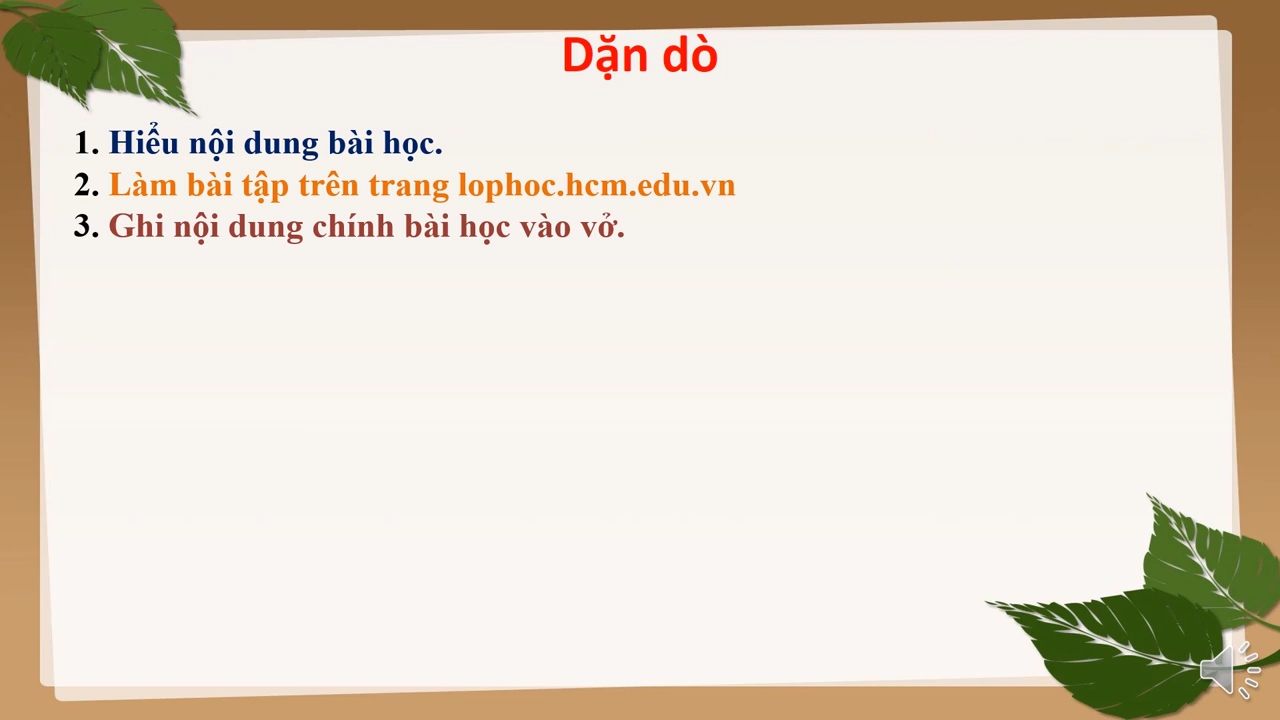 Dặn dò
1. Hiểu nội dung bài học.
2. Làm bài tập trên trang lophoc.hcm.edu.vn
3. Ghi nội dung chính bài học vào vở.